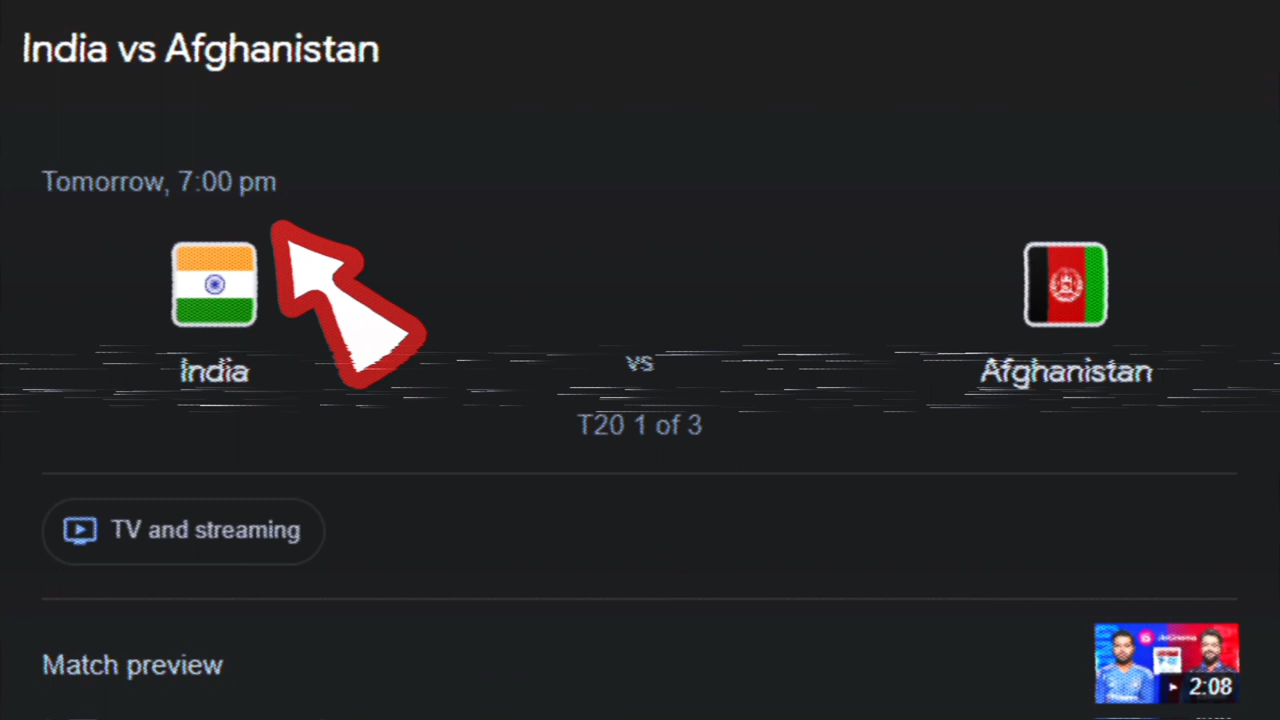 India vs Afghanistan
Tomorrow, 7:00 pm
India
vs
Afghanistan
T20 1 of 3
TV and streaming
Match preview
JioCinema
2:08